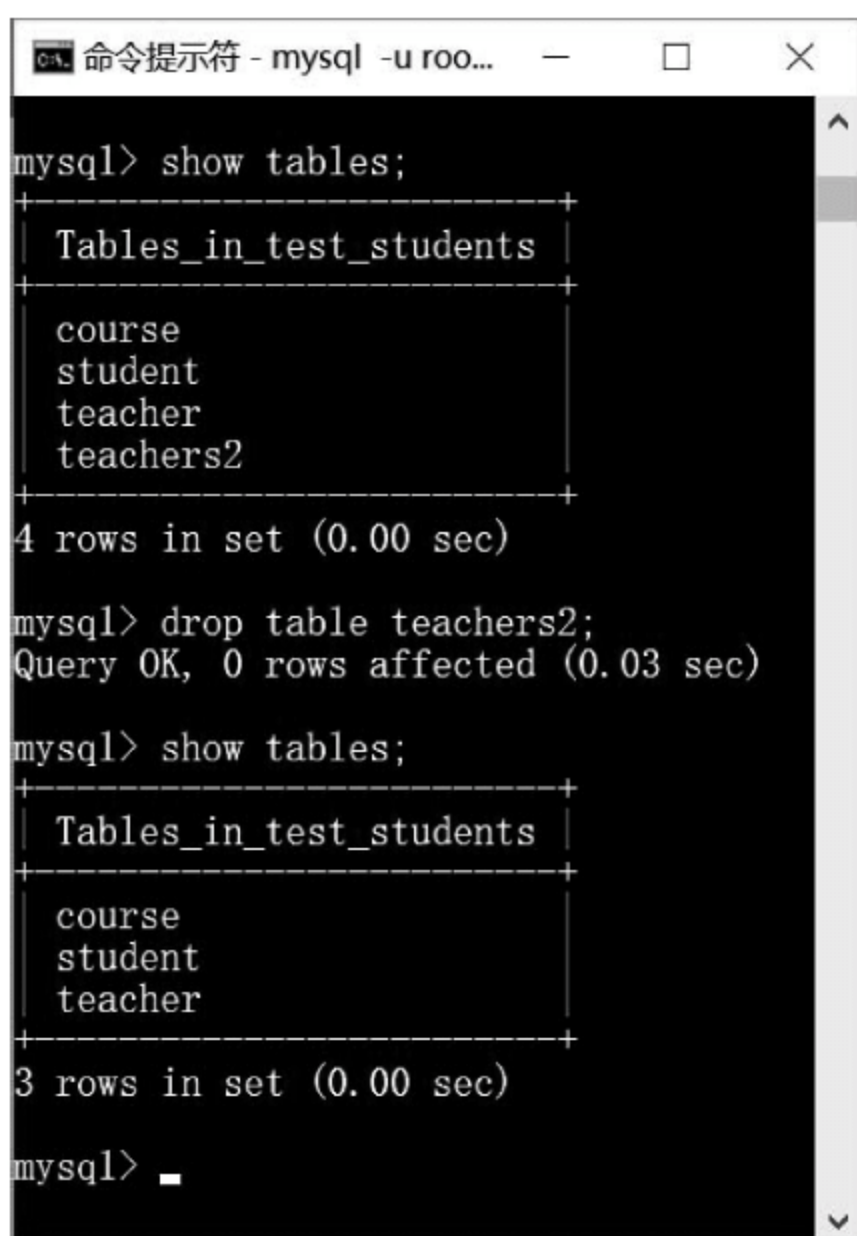 命令提示符 - mysql -u roo...
mysql> show tables;
+-------------------------+
| Tables_in_test_students |
+-------------------------+
| course                  |
| student                 |
| teacher                 |
| teachers2               |
+-------------------------+
4 rows in set (0.00 sec)
mysql> drop table teachers2;
Query OK, 0 rows affected (0.03 sec)
mysql> show tables;
+-------------------------+
| Tables_in_test_students |
+-------------------------+
| course                  |
| student                 |
| teacher                 |
+-------------------------+
3 rows in set (0.00 sec)
mysql>